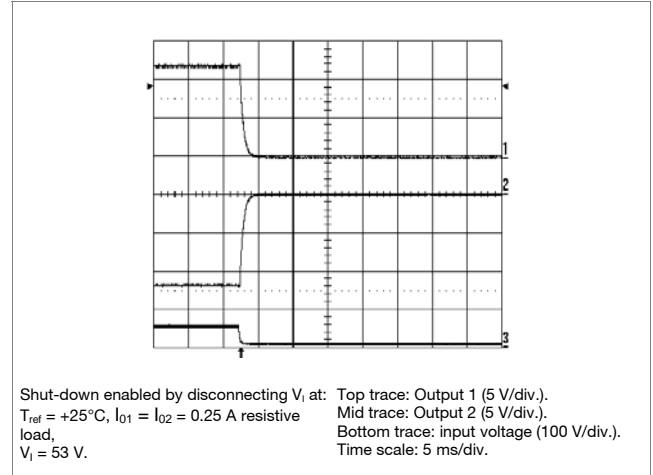 1
2
3
Shut-down enabled by disconnecting VI at:
Tref = +25°C, I01 = I02 = 0.25 A resistive
load,
VI = 53 V.
Top trace: Output 1 (5 V/div.).
Mid trace: Output 2 (5 V/div.).
Bottom trace: input voltage (100 V/div.).
Time scale: 5 ms/div.